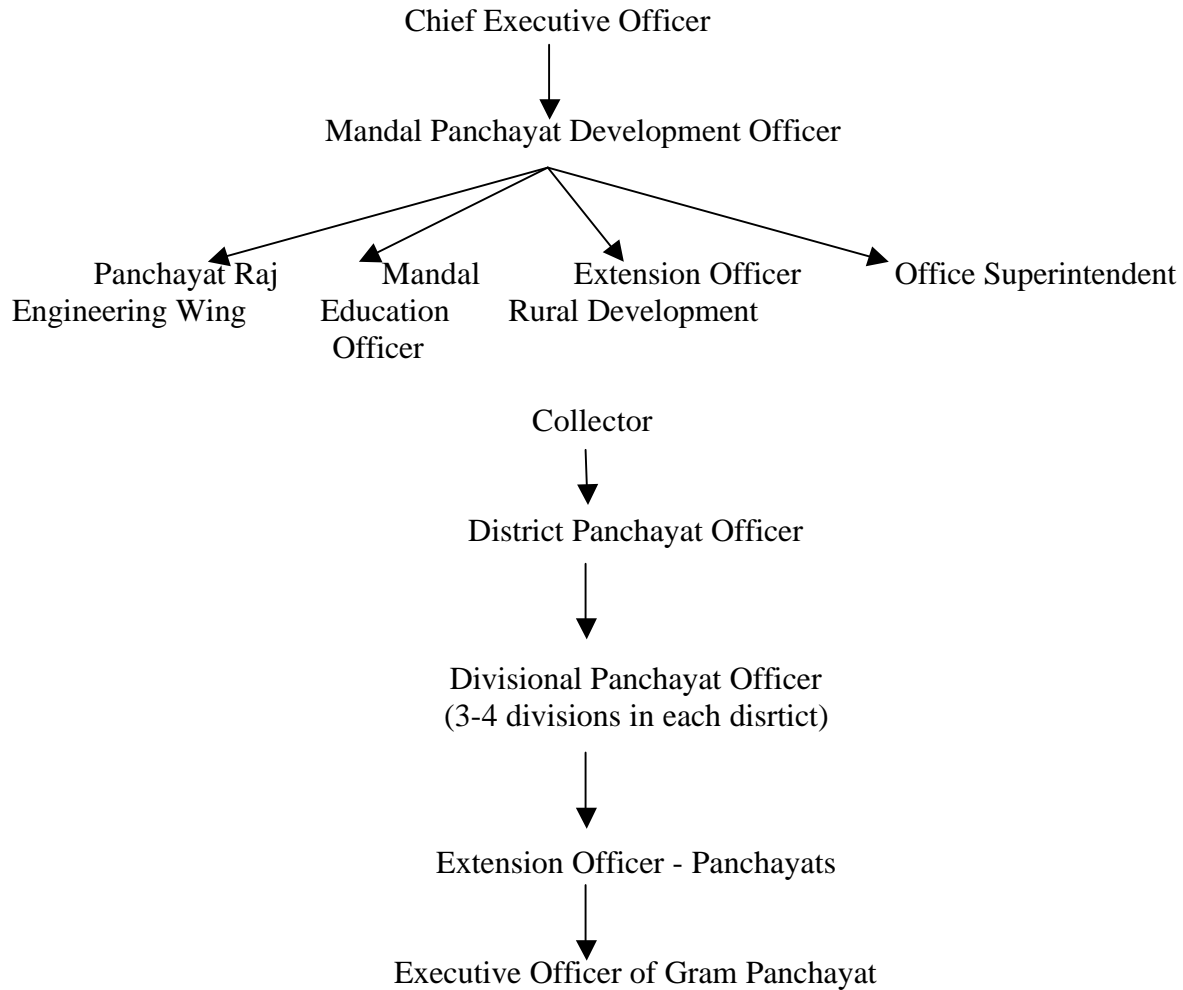 Chief Executive Officer
Mandal Panchayat Development Officer
Panchayat Raj Mandal Extension Officer Office Superintendent
Engineering Wing Education Rural Development
Officer
Collector
District Panchayat Officer
Divisional Panchayat Officer
(3-4 divisions in each disrtict)
Extension Officer - Panchayats
Executive Officer of Gram Panchayat